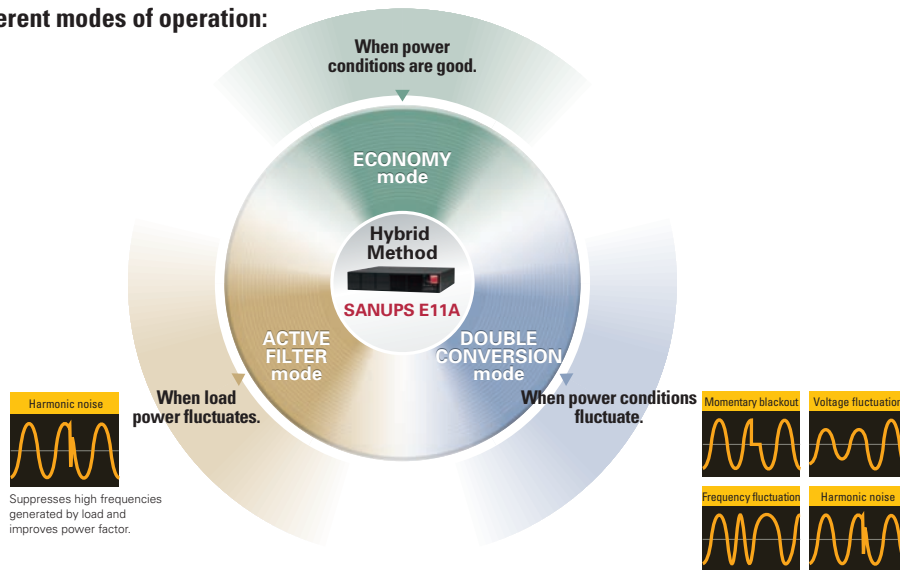 erent modes of operation:
When power
conditions are good.
ECONOMY
mode
Hybrid
Method
SANUPS E11A
ACTIVE
FILTER
mode
DOUBLE
CONVERSION
mode
When load
power fluctuates.
When power conditions
fluctuate.
Harmonic noise
Suppresses high frequencies
generated by load and
improves power factor.
Momentary blackout
Voltage fluctuation
Frequency fluctuation
Harmonic noise